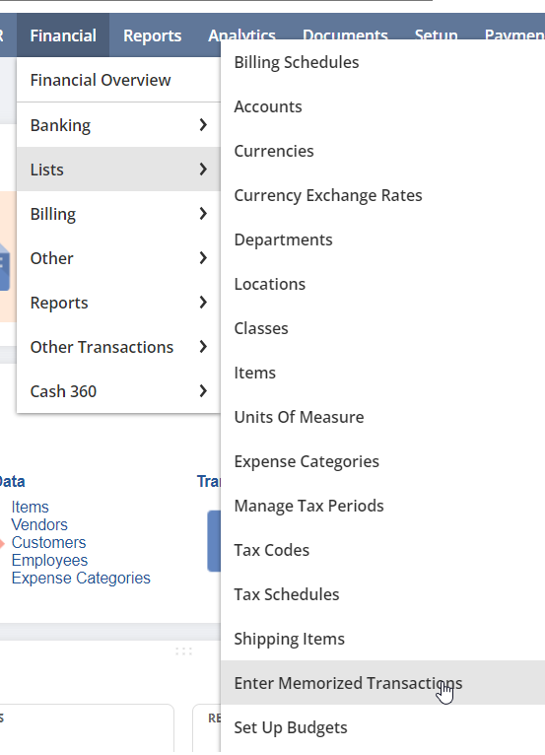 R Financial Reports Analytics Documents Setup Paymen
Financial Overview
Banking
Lists
Billing
Other
Reports
Other Transactions
Cash 360
Billing Schedules
Accounts
Currencies
Currency Exchange Rates
Departments
Locations
Classes
Items
Units Of Measure
Expense Categories
Manage Tax Periods
Tax Codes
Tax Schedules
Shipping Items
Enter Memorized Transactions
Set Up Budgets
Data
Items
Vendors
Customers
Employees
Expense Categories
Tra
S
RE